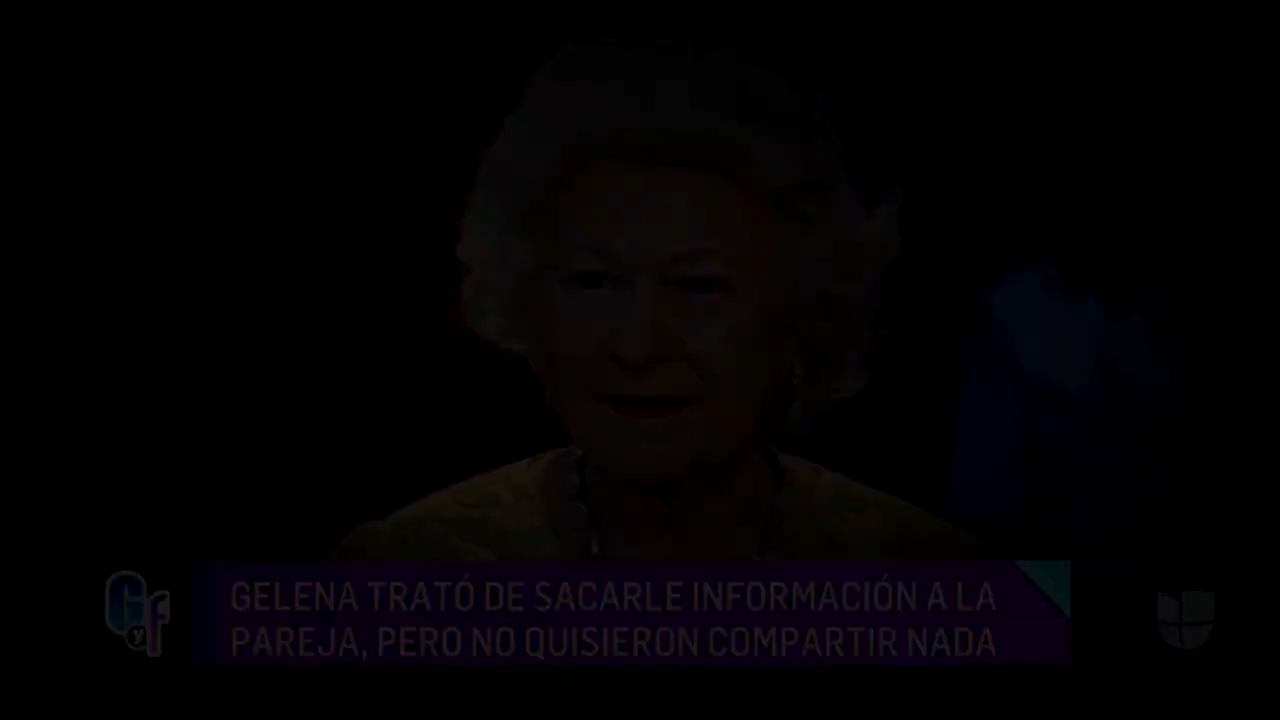 GELENA TRATÓ DE SACARLE INFORMACIÓN A LA
PAREJA, PERO NO QUISIERON COMPARTIR NADA
G y f